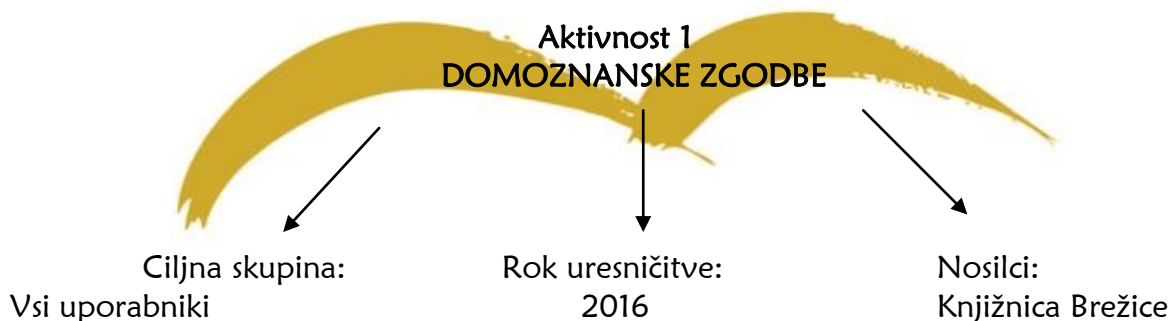 Aktivnost 1
DOMOZNANSKE ZGODBE
Ciljna skupina:
Vsi uporabniki
Rok uresničitve:
2016
Nosilci:
Knjižnica Brežice